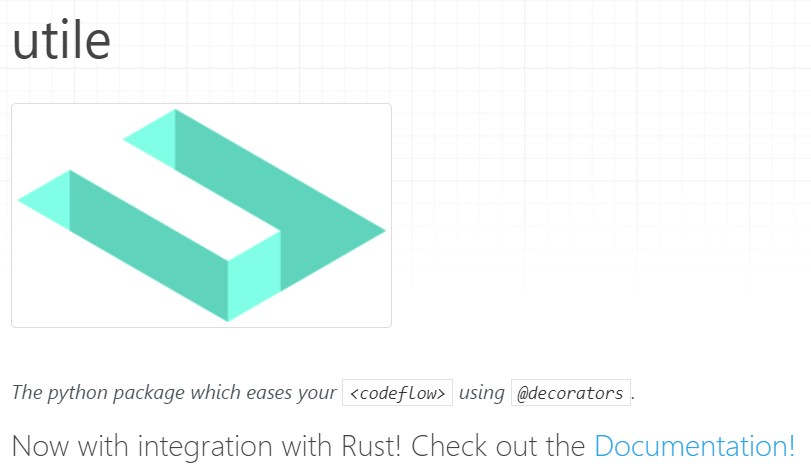 utile
The python package which eases your <codeflow> using @decorators.
Now with integration with Rust! Check out the Documentation!